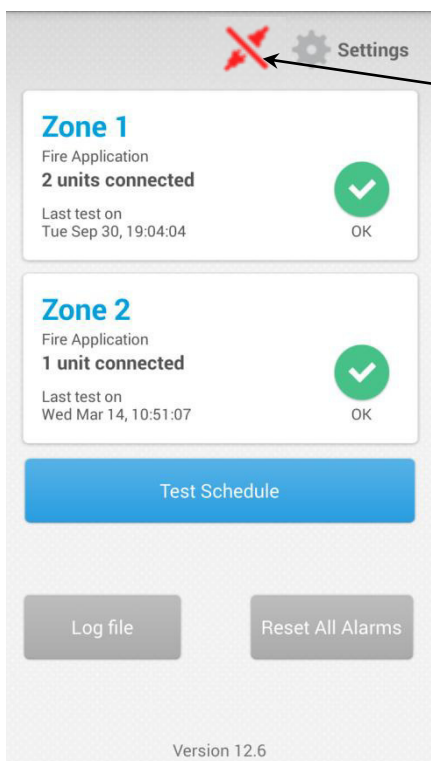 Settings
Zone 1
Fire Application
2 units connected
Last test on
Tue Sep 30, 19:04:04
OK
Zone 2
Fire Application
1 unit connected
Last test on
Wed Mar 14, 10:51:07
OK
Test Schedule
Log file
Reset All Alarms
Version 12.6